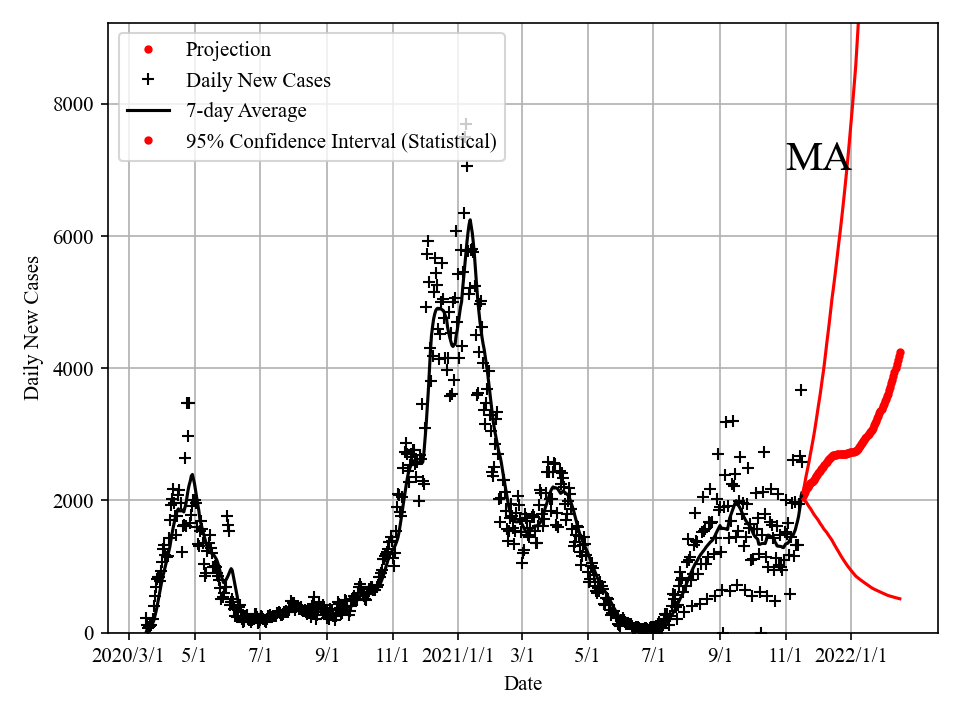 Projection
Daily New Cases
7-day Average
95% Confidence Interval (Statistical)
MA
Daily New Cases
8000
6000
4000
2000
0
2020/3/1 5/1 7/1 9/1 11/1 2021/1/1 3/1 5/1 7/1 9/1 11/1 2022/1/1
Date